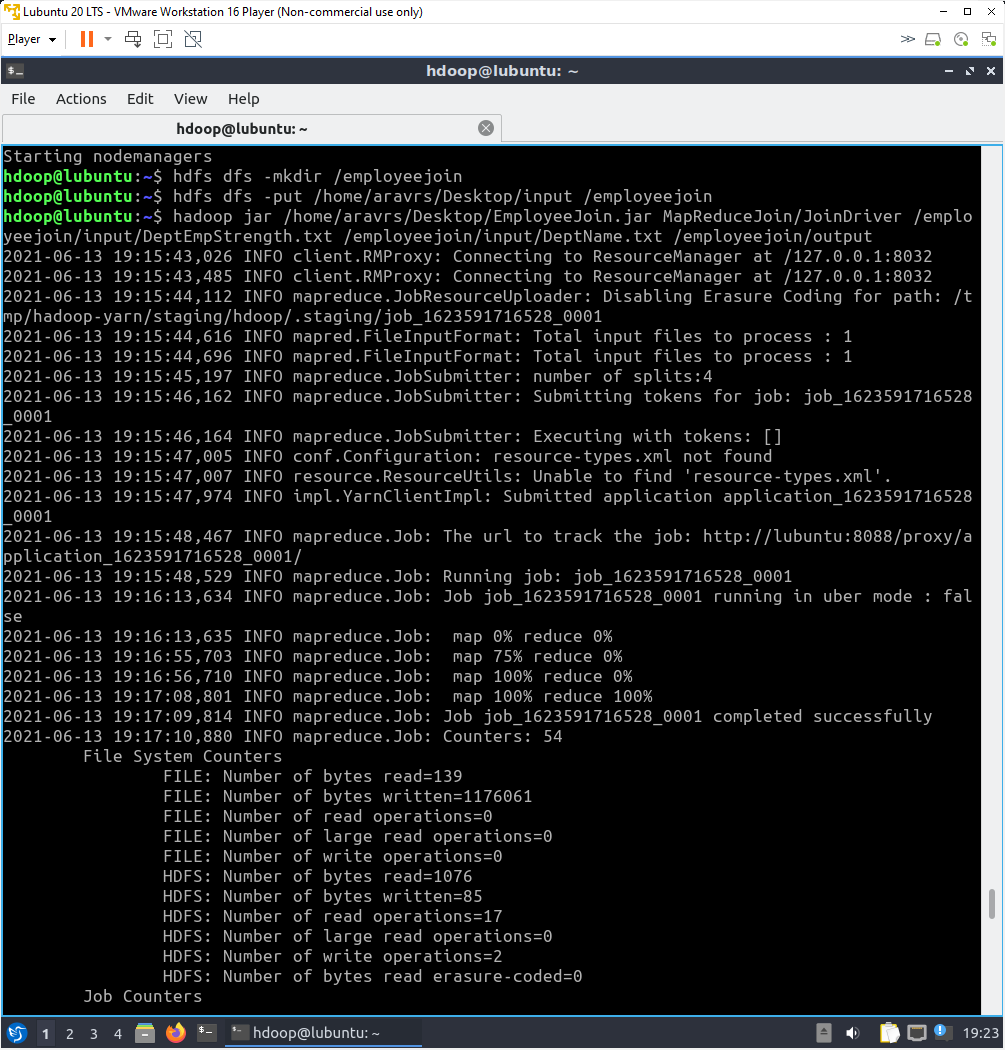 Lubuntu 20 LTS - VMware Workstation 16 Player (Non-commercial use only)
Player
hdoop@lubuntu: ~
File Actions Edit View Help
hdoop@lubuntu: ~
Starting nodemanagers
hdoop@lubuntu:~$ hdfs dfs -mkdir /employeejoin
hdoop@lubuntu:~$ hdfs dfs -put /home/aravrs/Desktop/input /employeejoin
hdoop@lubuntu:~$ hadoop jar /home/aravrs/Desktop/EmployeeJoin.jar MapReduceJoin/JoinDriver /emplo
yeejoin/input/DeptEmpStrength.txt /employeejoin/input/DeptName.txt /employeejoin/output
2021-06-13 19:15:43,026 INFO client.RMProxy: Connecting to ResourceManager at /127.0.0.1:8032
2021-06-13 19:15:43,485 INFO client.RMProxy: Connecting to ResourceManager at /127.0.0.1:8032
2021-06-13 19:15:44,112 INFO mapreduce.JobResourceUploader: Disabling Erasure Coding for path: /t
mp/hadoop-yarn/staging/hdoop/.staging/job_1623591716528_0001
2021-06-13 19:15:44,616 INFO mapred.FileInputFormat: Total input files to process : 1
2021-06-13 19:15:44,696 INFO mapred.FileInputFormat: Total input files to process : 1
2021-06-13 19:15:45,197 INFO mapreduce.JobSubmitter: number of splits:4
2021-06-13 19:15:46,162 INFO mapreduce.JobSubmitter: Submitting tokens for job: job_1623591716528
_0001
2021-06-13 19:15:46,164 INFO mapreduce.JobSubmitter: Executing with tokens: []
2021-06-13 19:15:47,005 INFO conf.Configuration: resource-types.xml not found
2021-06-13 19:15:47,007 INFO resource.ResourceUtils: Unable to find 'resource-types.xml'.
2021-06-13 19:15:47,974 INFO impl.YarnClientImpl: Submitted application application_1623591716528
_0001
2021-06-13 19:15:48,467 INFO mapreduce.Job: The url to track the job: http://lubuntu:8088/proxy/a
pplication_1623591716528_0001/
2021-06-13 19:15:48,529 INFO mapreduce.Job: Running job: job_1623591716528_0001
2021-06-13 19:16:13,634 INFO mapreduce.Job: Job job_1623591716528_0001 running in uber mode : fal
se
2021-06-13 19:16:13,635 INFO mapreduce.Job:  map 0% reduce 0%
2021-06-13 19:16:55,703 INFO mapreduce.Job:  map 75% reduce 0%
2021-06-13 19:16:56,710 INFO mapreduce.Job:  map 100% reduce 0%
2021-06-13 19:17:08,801 INFO mapreduce.Job:  map 100% reduce 100%
2021-06-13 19:17:09,814 INFO mapreduce.Job: Job job_1623591716528_0001 completed successfully
2021-06-13 19:17:10,880 INFO mapreduce.Job: Counters: 54
File System Counters
FILE: Number of bytes read=139
FILE: Number of bytes written=1176061
FILE: Number of read operations=0
FILE: Number of large read operations=0
FILE: Number of write operations=0
HDFS: Number of bytes read=1076
HDFS: Number of bytes written=85
HDFS: Number of read operations=17
HDFS: Number of large read operations=0
HDFS: Number of write operations=2
HDFS: Number of bytes read erasure-coded=0
Job Counters
1 2 3 4 hdoop@lubuntu: ~ 19:23